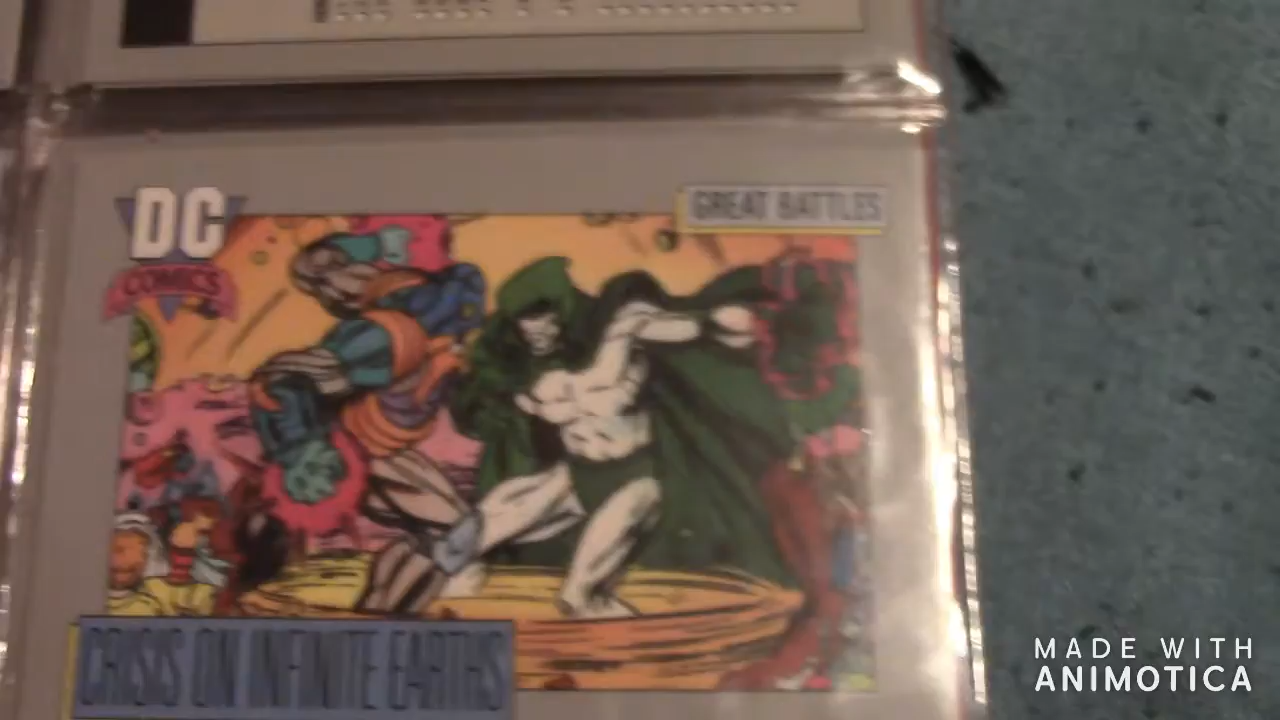 DC
COMICS
GREAT BATTLES
CRISIS ON INFINITE EARTHS
MADE WITH
ANIMOTICA